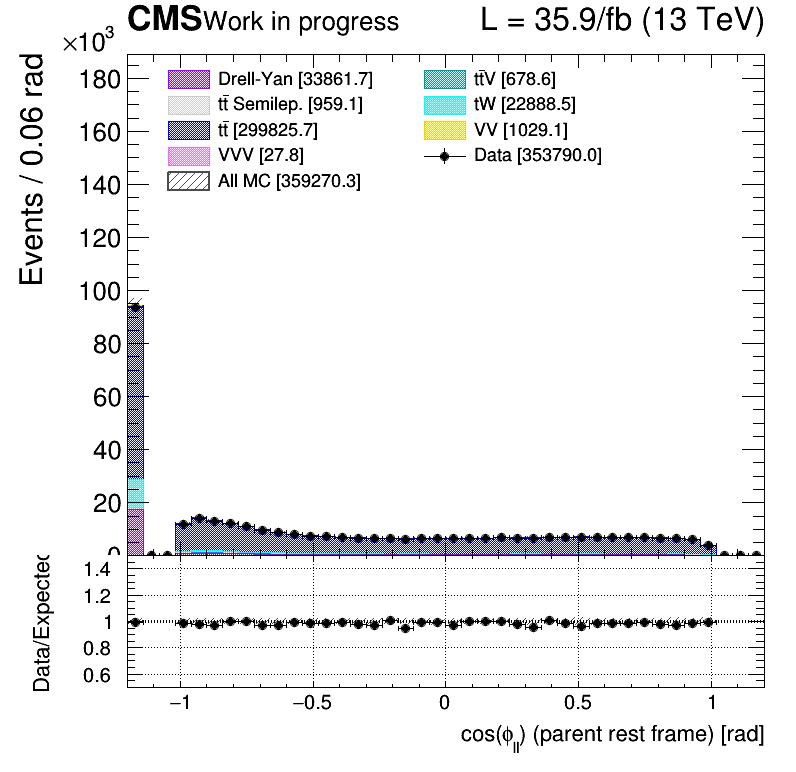 CMS Work in progress L = 35.9/fb (13 TeV)
×10³
Events / 0.06 rad
180
160
140
120
100
80
60
40
20
0
Drell-Yan [33861.7]
tt̄ Semilep. [959.1]
tt̄ [299825.7]
VVV [27.8]
All MC [359270.3]
tt̄V [678.6]
tW [22888.5]
VV [1029.1]
Data [353790.0]
Data/Expected
1.4
1.2
1
0.8
0.6
−1 −0.5 0 0.5 1
cos(ϕ_ll) (parent rest frame) [rad]